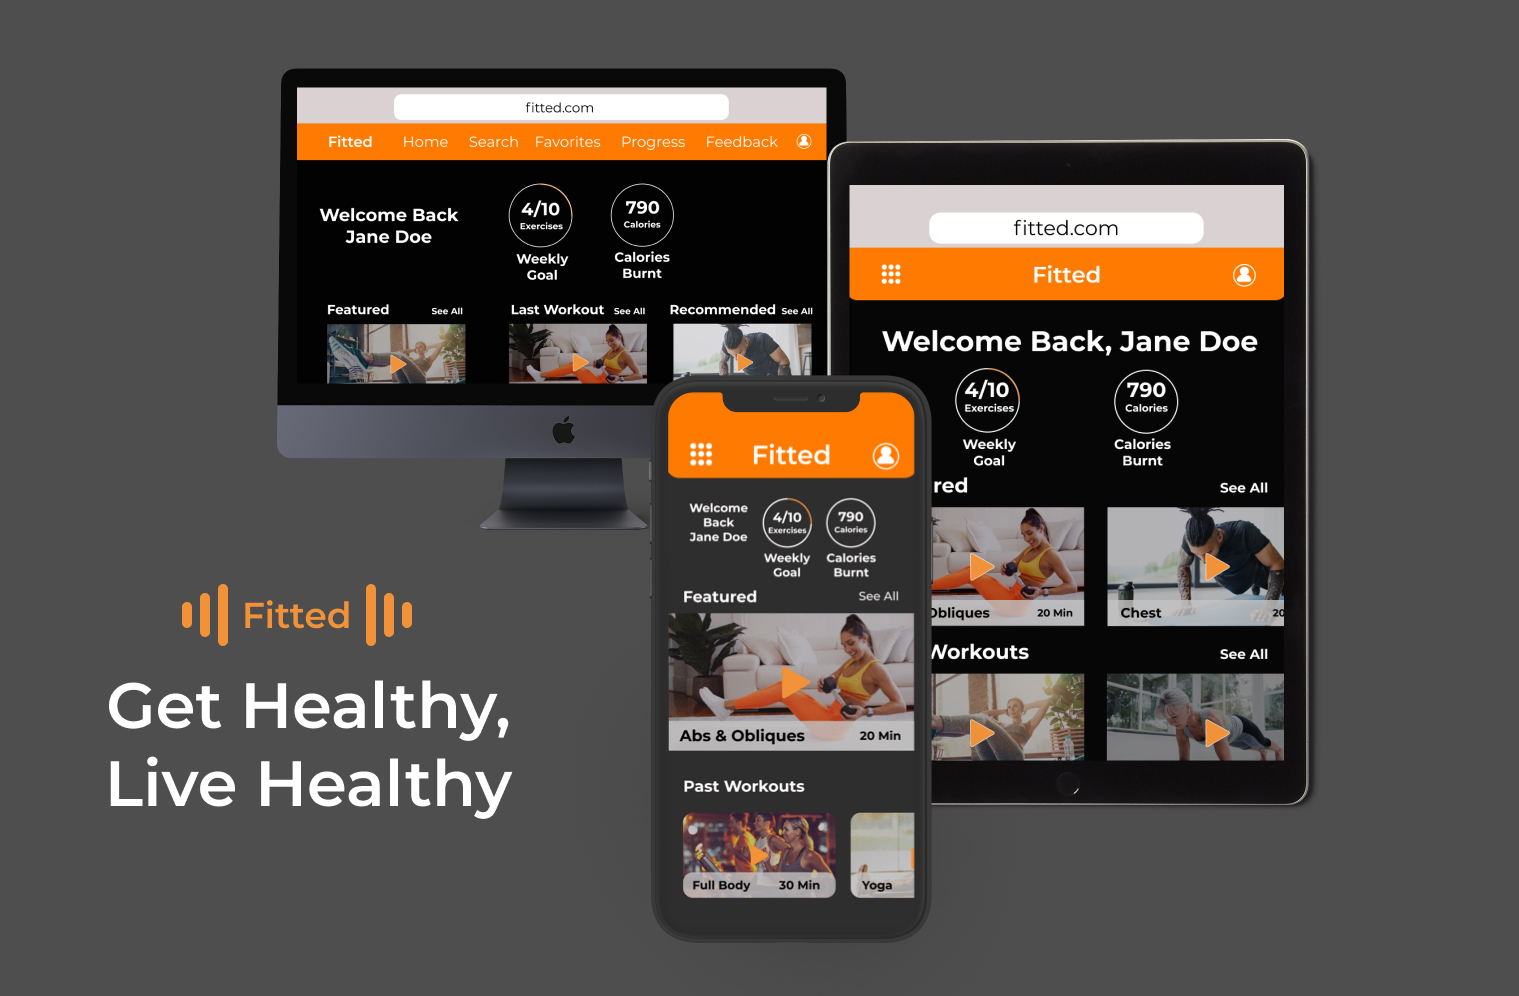 fitted.com
Fitted Home Search Favorites Progress Feedback
Welcome Back
Jane Doe
4/10
Exercises
Weekly
Goal
790
Calories
Calories
Burnt
Featured See All
Last Workout See All
Recommended See All
fitted.com
Fitted
Welcome Back, Jane Doe
4/10
Exercises
Weekly
Goal
790
Calories
Calories
Burnt
red See All
Obliques 20 Min
Chest 20
Workouts See All
Fitted
Welcome
Back
Jane Doe
4/10
Exercises
Weekly
Goal
790
Calories
Calories
Burnt
Featured See All
Abs & Obliques 20 Min
Past Workouts
Full Body 30 Min
Yoga
Fitted
Get Healthy,
Live Healthy